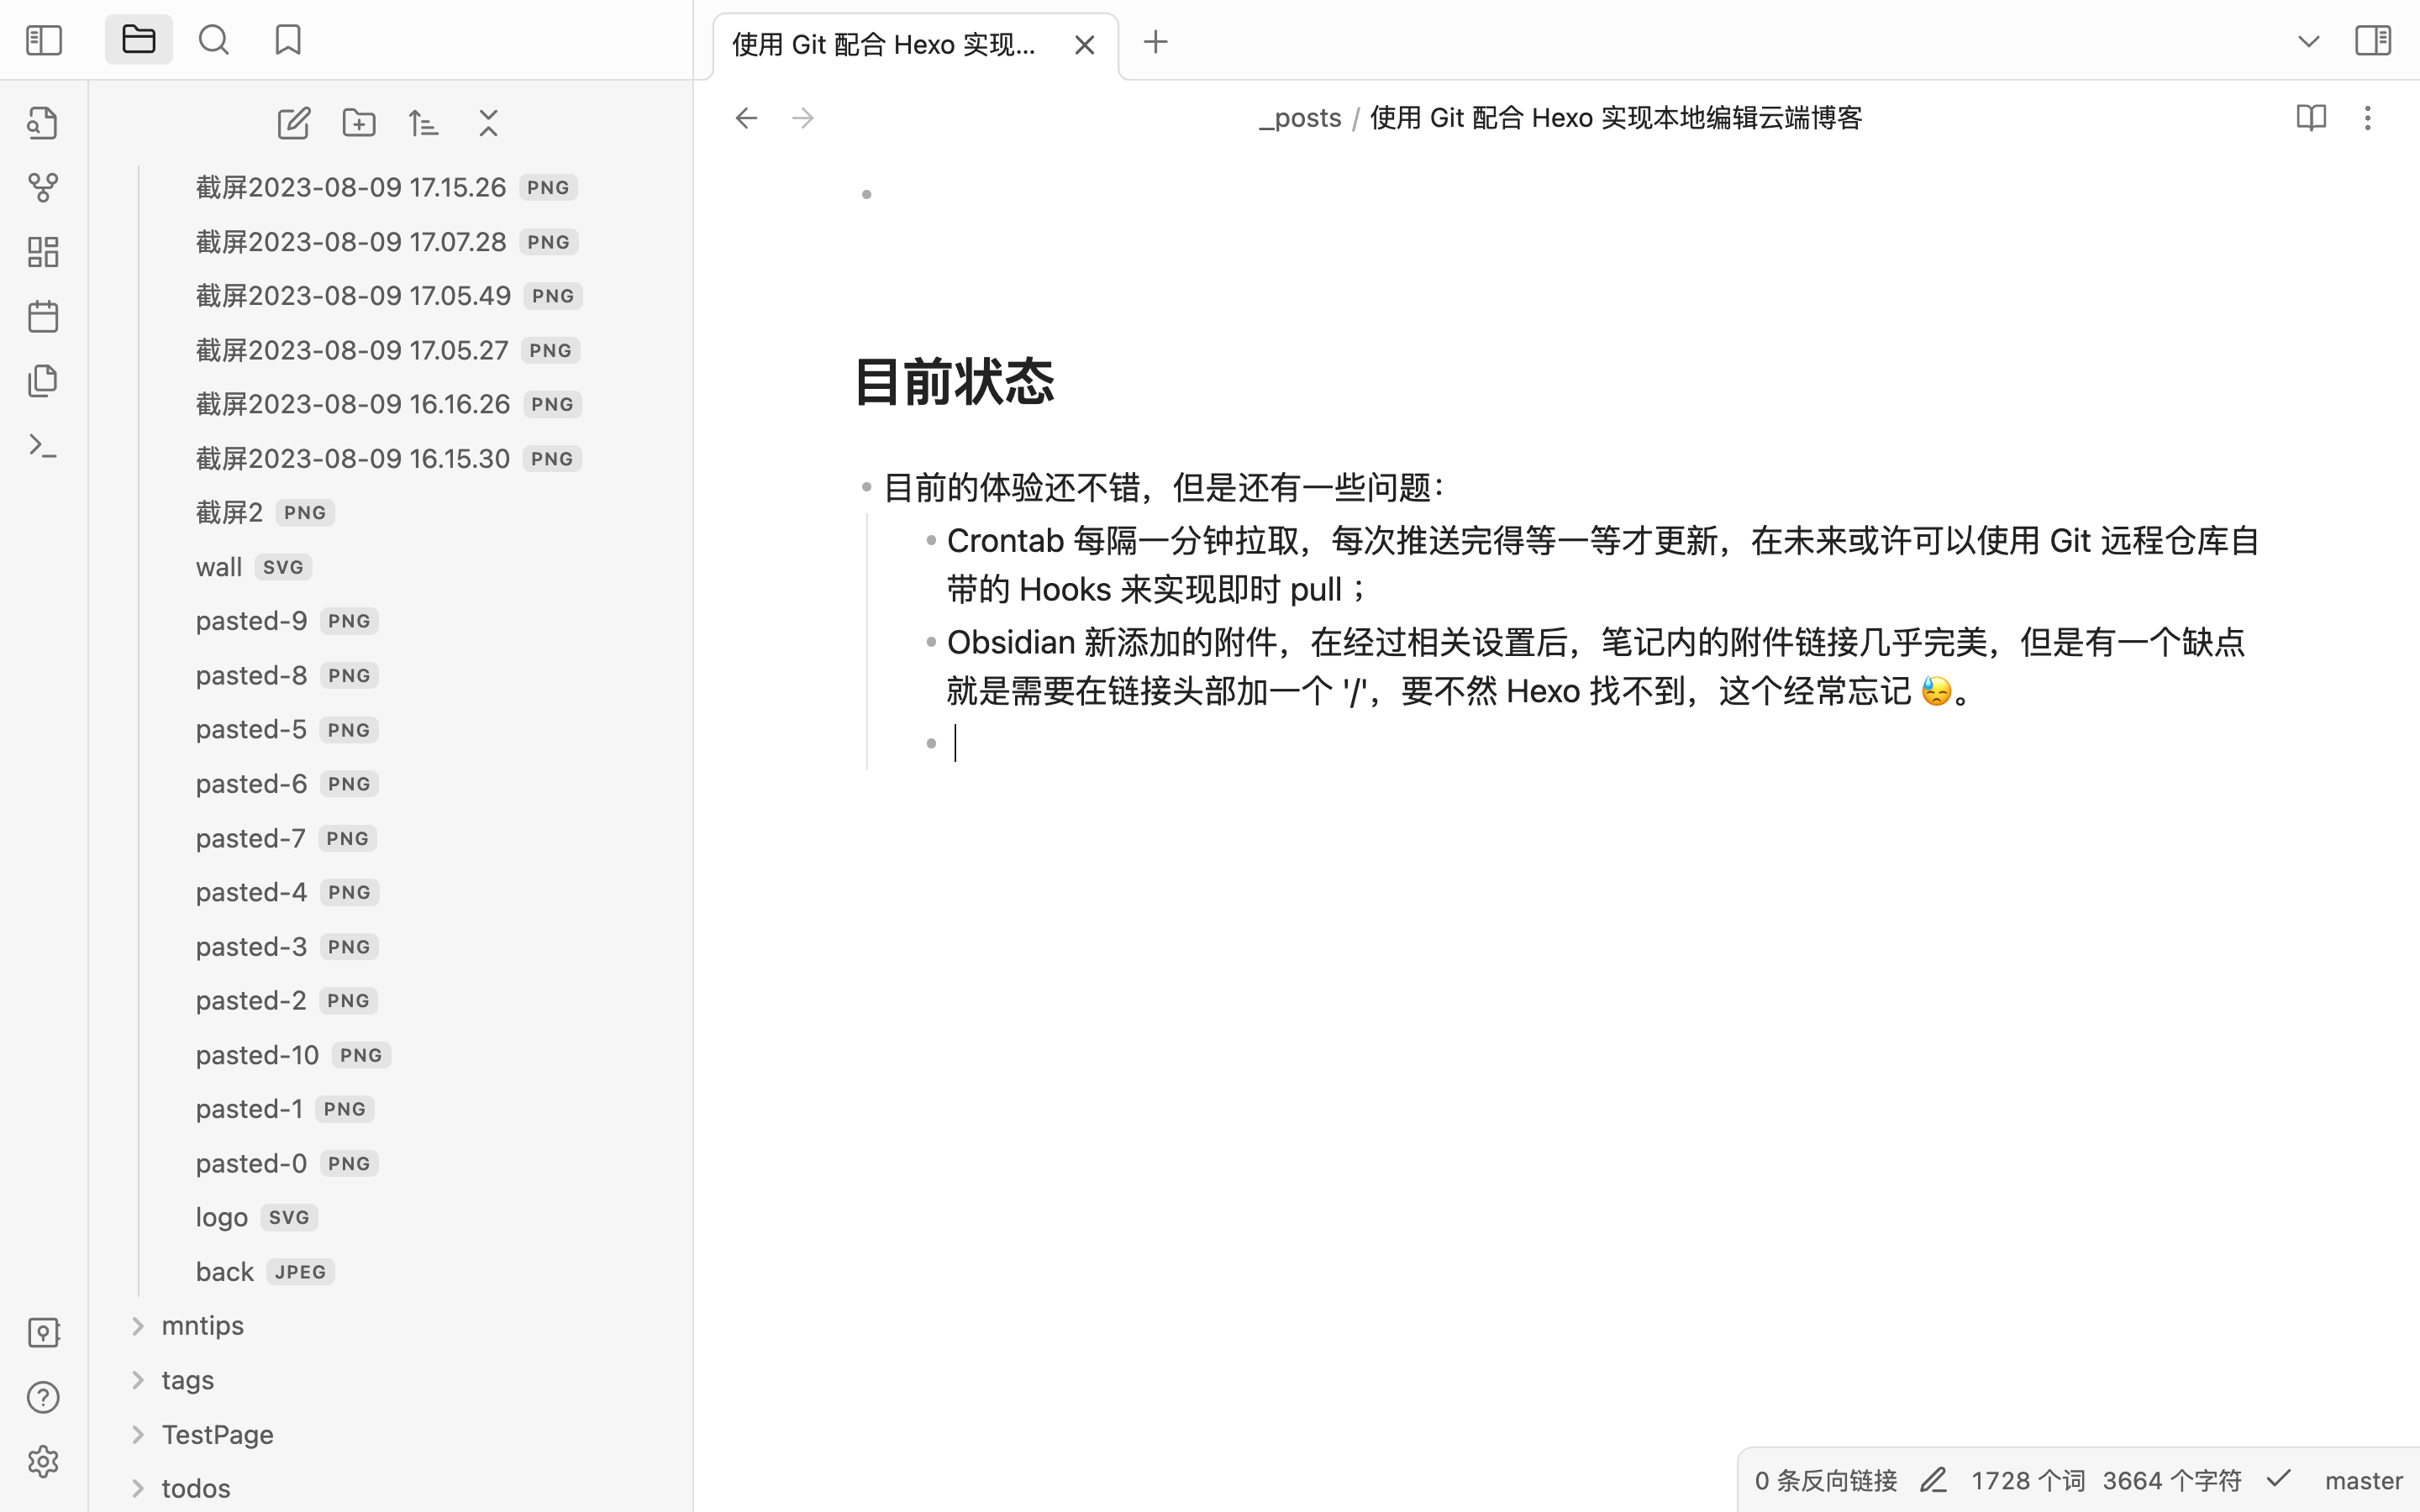 使用 Git 配合 Hexo 实现...
_posts / 使用 Git 配合 Hexo 实现本地编辑云端博客
截屏2023-08-09 17.15.26 PNG
截屏2023-08-09 17.07.28 PNG
截屏2023-08-09 17.05.49 PNG
截屏2023-08-09 17.05.27 PNG
截屏2023-08-09 16.16.26 PNG
截屏2023-08-09 16.15.30 PNG
截屏2 PNG
wall SVG
pasted-9 PNG
pasted-8 PNG
pasted-5 PNG
pasted-6 PNG
pasted-7 PNG
pasted-4 PNG
pasted-3 PNG
pasted-2 PNG
pasted-10 PNG
pasted-1 PNG
pasted-0 PNG
logo SVG
back JPEG
mntips
tags
TestPage
todos
目前状态
目前的体验还不错，但是还有一些问题：
Crontab 每隔一分钟拉取，每次推送完得等一等才更新，在未来或许可以使用 Git 远程仓库自
带的 Hooks 来实现即时 pull；
Obsidian 新添加的附件，在经过相关设置后，笔记内的附件链接几乎完美，但是有一个缺点
就是需要在链接头部加一个 '/'，要不然 Hexo 找不到，这个经常忘记 😓。
0 条反向链接 1728 个词 3664 个字符 master